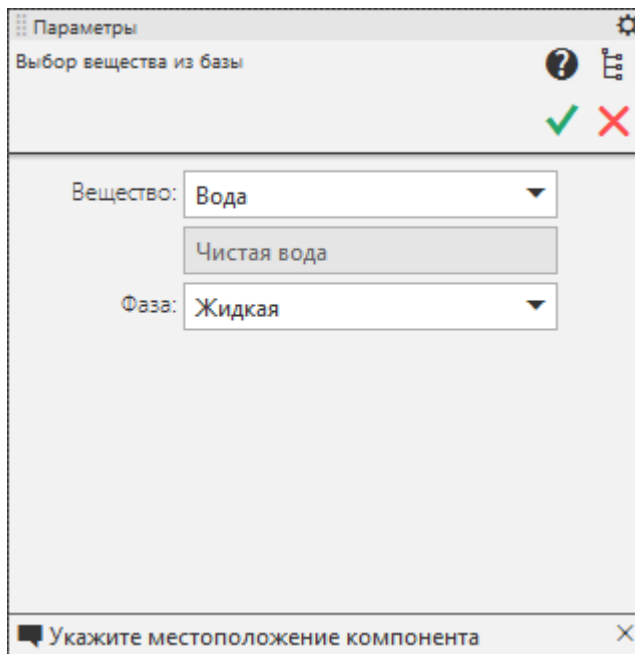 Параметры
Выбор вещества из базы
Вещество: Вода
Чистая вода
Фаза: Жидкая
Укажите местоположение компонента